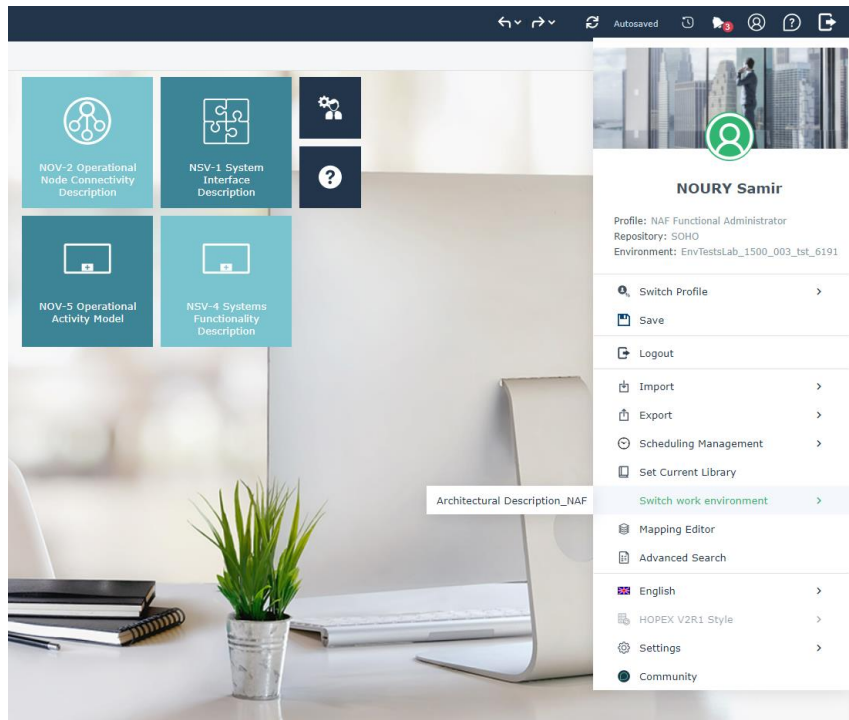 Autosaved
3
NOV-2 Operational
Node Connectivity
Description
NSV-1 System
Interface
Description
NOV-5 Operational
Activity Model
NSV-4 Systems
Functionality
Description
NOURY Samir
Profile: NAF Functional Administrator
Repository: SOHO
Environment: EnvTestsLab_1500_003_tst_6191
Switch Profile
Save
Logout
Import
Export
Scheduling Management
Set Current Library
Architectural Description_NAF
Switch work environment
Mapping Editor
Advanced Search
English
HOPEX V2R1 Style
Settings
Community